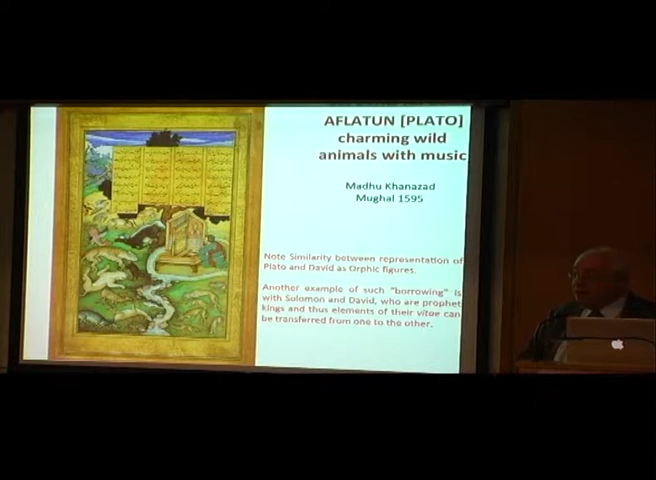 AFLATUN [PLATO]
charming wild
animals with music
Madhu Khanazad
Mughal 1595
Note Similarity between representation of
Plato and David as Orphic figures.
Another example of such "borrowing" is
with Solomon and David, who are prophet
kings and thus elements of their vitae can
be transferred from one to the other.